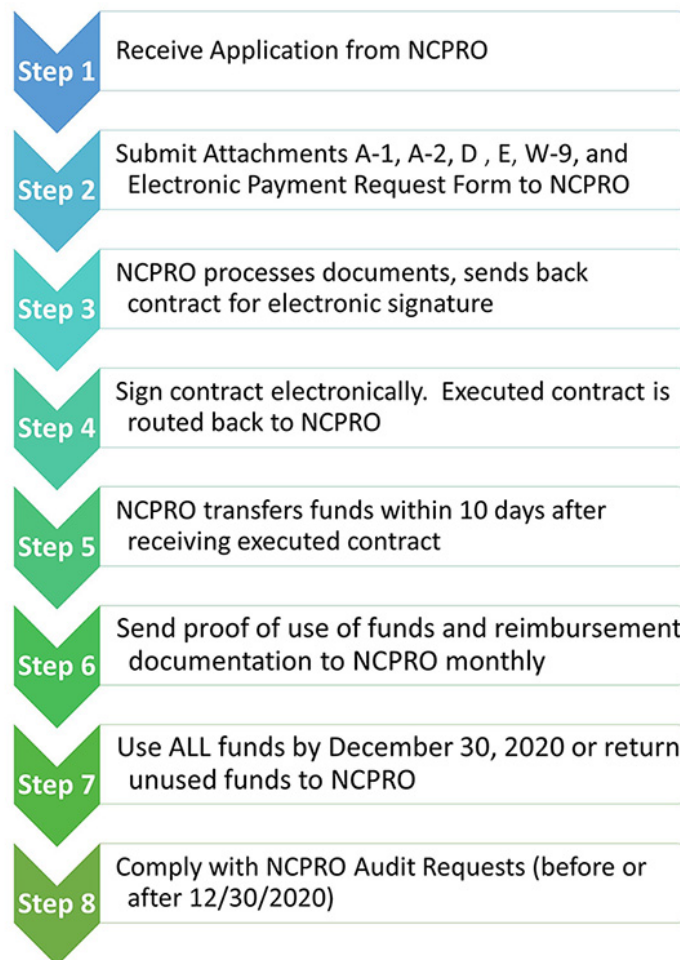 Step 1
Receive Application from NCPRO
Step 2
Submit Attachments A-1, A-2, D , E, W-9, and
Electronic Payment Request Form to NCPRO
Step 3
NCPRO processes documents, sends back
contract for electronic signature
Step 4
Sign contract electronically.  Executed contract is
routed back to NCPRO
Step 5
NCPRO transfers funds within 10 days after
receiving executed contract
Step 6
Send proof of use of funds and reimbursement
documentation to NCPRO monthly
Step 7
Use ALL funds by December 30, 2020 or return
unused funds to NCPRO
Step 8
Comply with NCPRO Audit Requests (before or
after 12/30/2020)